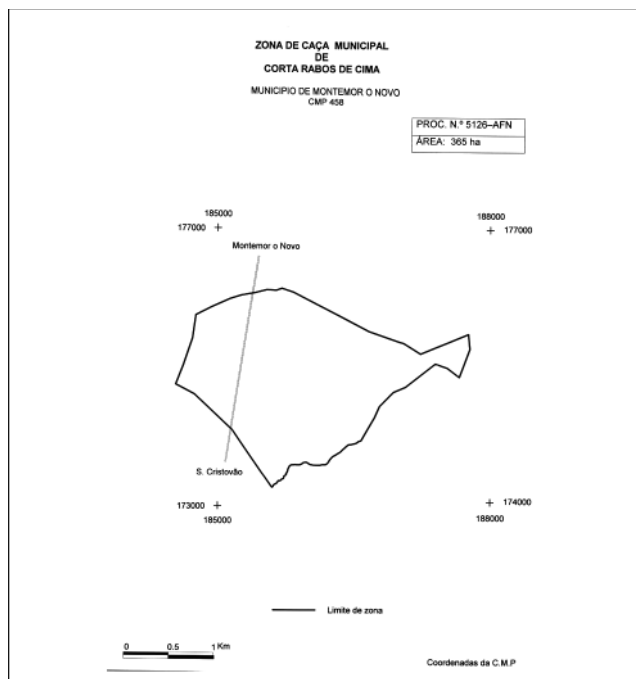 ZONA DE CAÇA MUNICIPAL
DE
CORTA RABOS DE CIMA
MUNICIPIO DE MONTEMOR O NOVO
CMP 458
PROC. N.º 5126–AFN
ÁREA: 365 ha
185000
177000
188000
177000
Montemor o Novo
S. Cristovão
173000
185000
174000
188000
Limite de zona
0 0.5 1 Km
Coordenadas da C.M.P